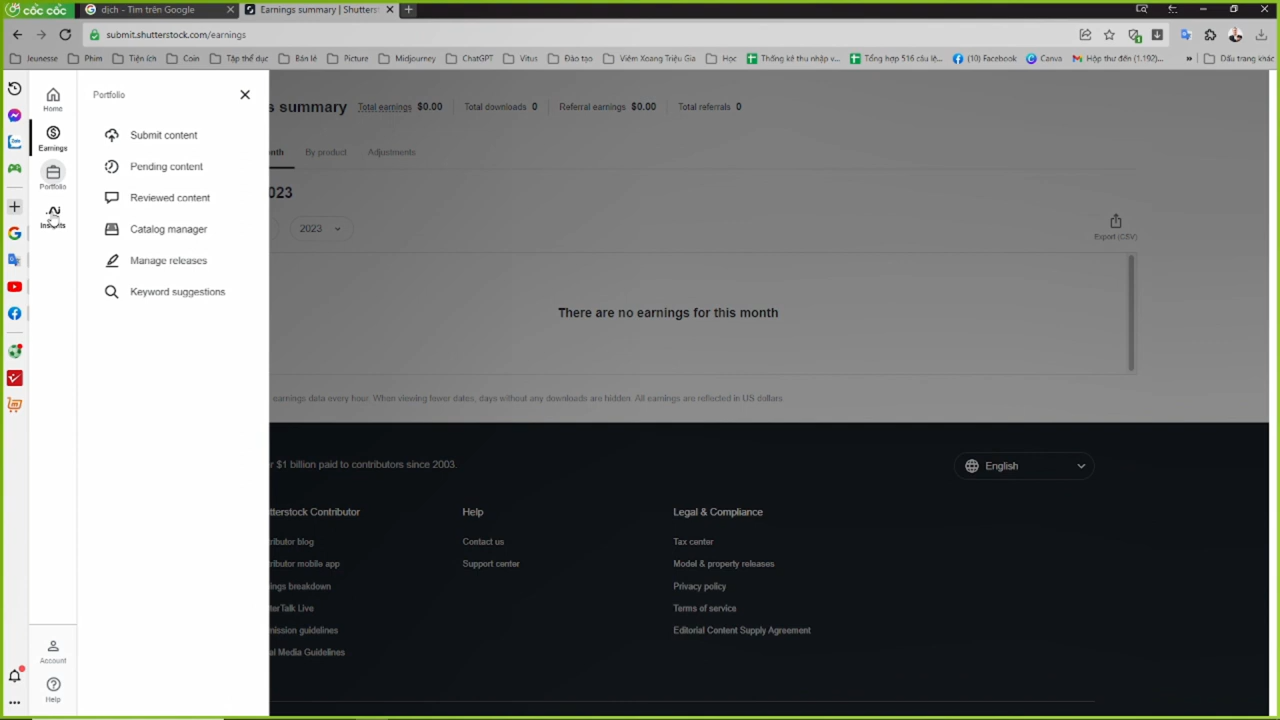 cốc cốc
dịch - Tìm trên Google
Earnings summary | Shutterst
submit.shutterstock.com/earnings
Jeunesse
Phim
Tiện ích
Coin
Tập thể dục
Bán lẻ
Picture
Midjourney
ChatGPT
Vitus
Đào tạo
Viêm Xoang Triệu Gia
Học
Thống kê thu nhập v...
Tổng hợp 516 câu lệ...
(10) Facebook
Canva
Hộp thư đến (1.192)...
Dấu trang khác
Home
Earnings
Portfolio
Insights
Account
Help
Portfolio
Submit content
Pending content
Reviewed content
Catalog manager
Manage releases
Keyword suggestions
s summary
Total earnings $0.00
Total downloads 0
Referral earnings $0.00
Total referrals 0
nth
By product
Adjustments
023
2023
Export (CSV)
There are no earnings for this month
earnings data every hour. When viewing fewer dates, days without any downloads are hidden. All earnings are reflected in US dollars
r $1 billion paid to contributors since 2003.
English
tterstock Contributor
ributor blog
ributor mobile app
ings breakdown
terTalk Live
mission guidelines
al Media Guidelines
Help
Contact us
Support center
Legal & Compliance
Tax center
Model & property releases
Privacy policy
Terms of service
Editorial Content Supply Agreement